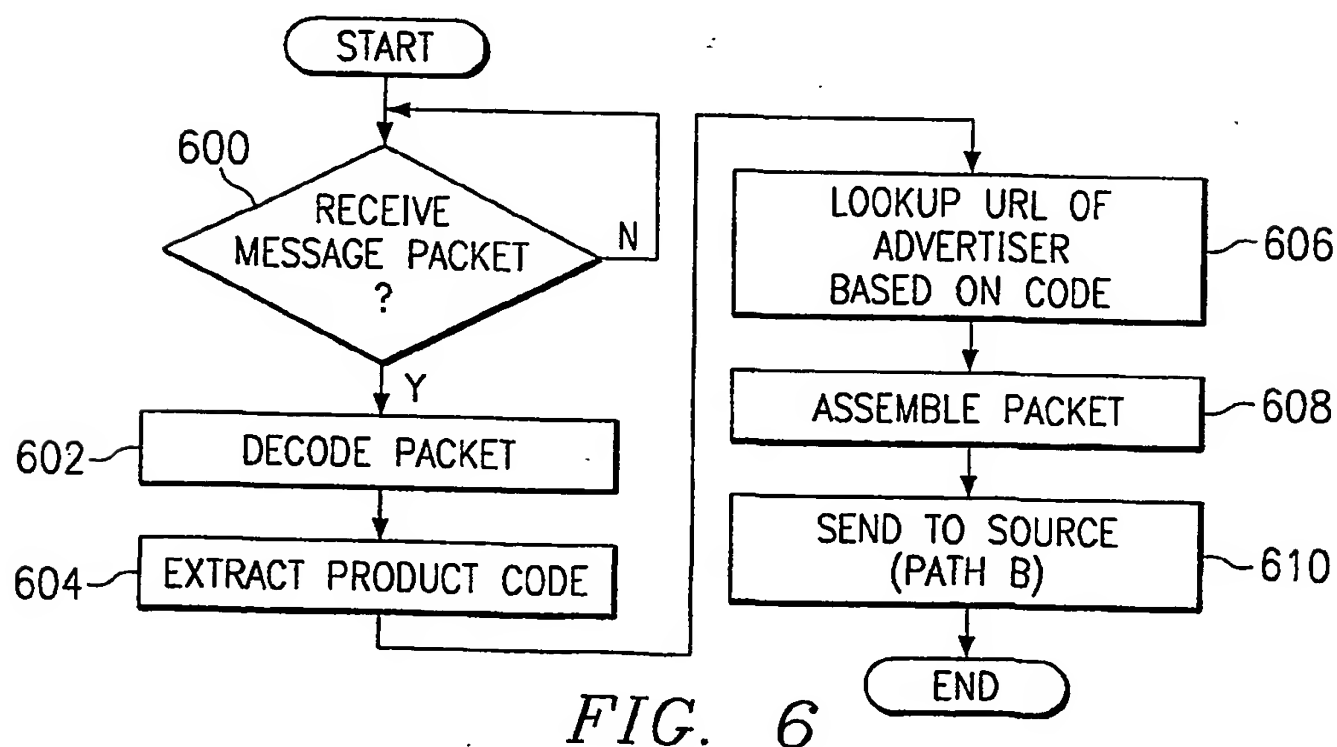 START
600
RECEIVE
MESSAGE PACKET
?
N
Y
602
DECODE PACKET
604
EXTRACT PRODUCT CODE
LOOKUP URL OF
ADVERTISER
BASED ON CODE
606
ASSEMBLE PACKET
608
SEND TO SOURCE
(PATH B)
610
END
FIG. 6